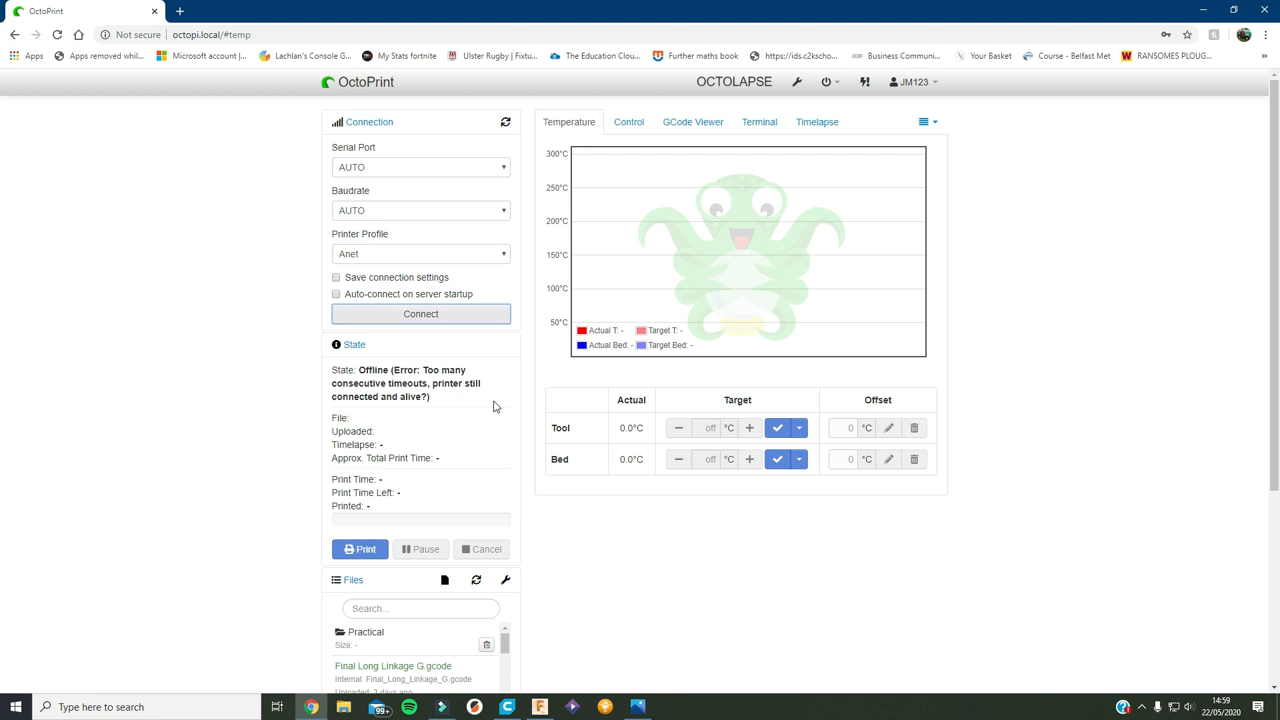 OctoPrint
Not secure
octopi.local/#temp
Apps
Apps removed whil...
Microsoft account |...
Lachlan's Console G...
My Stats fortnite
Ulster Rugby | Fixtu...
The Education Clou...
Further maths book
https://ids.c2kscho...
Business Communi...
Your Basket
Course - Belfast Met
RANSOMES PLOUG...
OctoPrint
OCTOLAPSE
JM123
Connection
Serial Port
AUTO
Baudrate
AUTO
Printer Profile
Anet
Save connection settings
Auto-connect on server startup
Connect
State
State: Offline (Error: Too many
consecutive timeouts, printer still
connected and alive?)
File:
Uploaded:
Timelapse: -
Approx. Total Print Time: -
Print Time: -
Print Time Left: -
Printed: -
Print
Pause
Cancel
Files
Search...
Practical
Size: -
Final Long Linkage G.gcode
Internal: Final_Long_Linkage_G.gcode
Uploaded: 3 days ago
Temperature
Control
GCode Viewer
Terminal
Timelapse
300°C
250°C
200°C
150°C
100°C
50°C
Actual T: -
Target T: -
Actual Bed: -
Target Bed: -
Actual
Target
Offset
Tool
0.0°C
off
°C
0
°C
Bed
0.0°C
off
°C
0
°C
Type here to search
99+
14:59
22/05/2020